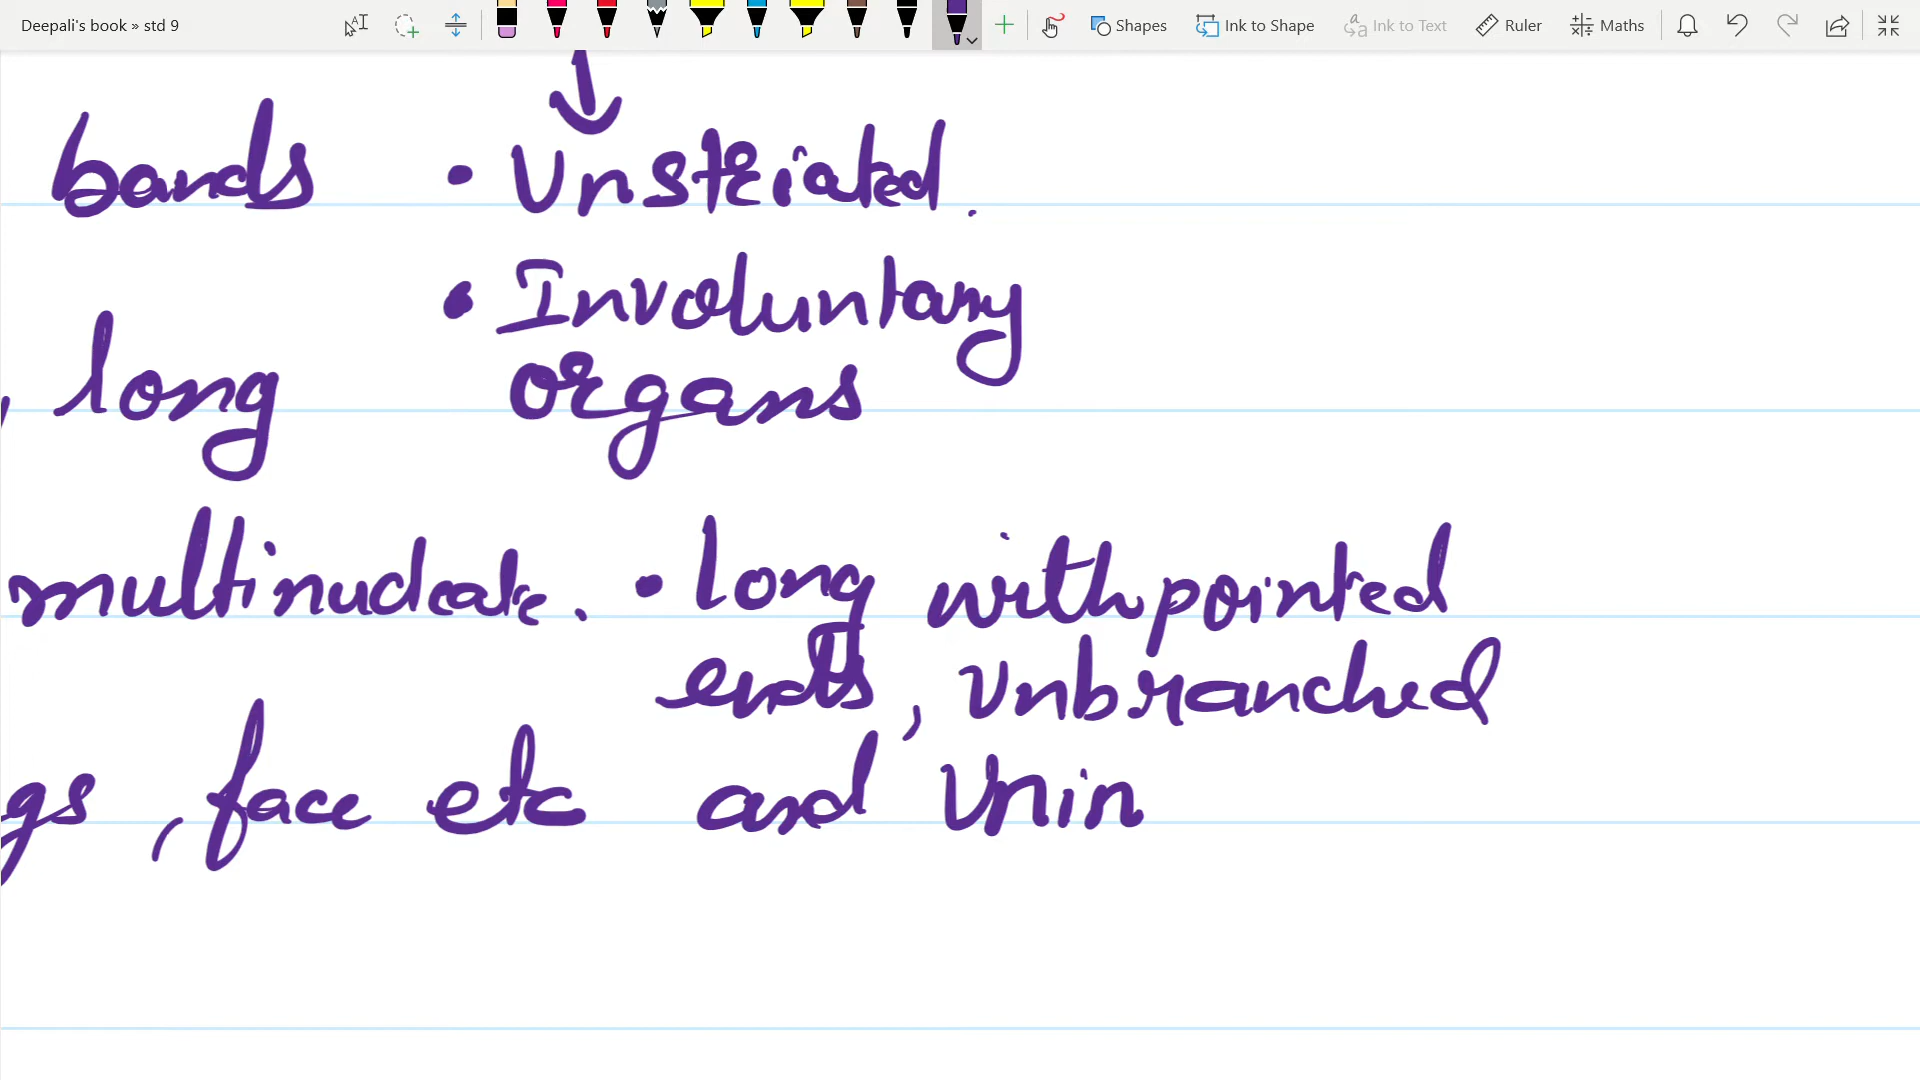 Deepali's book » std 9
Shapes
Ink to Shape
Ink to Text
Ruler
Maths
bands • Unstriated.
• Involuntary
, long organs
multinucleate. • long with pointed
ends, Unbranched
gs, face etc and Unin